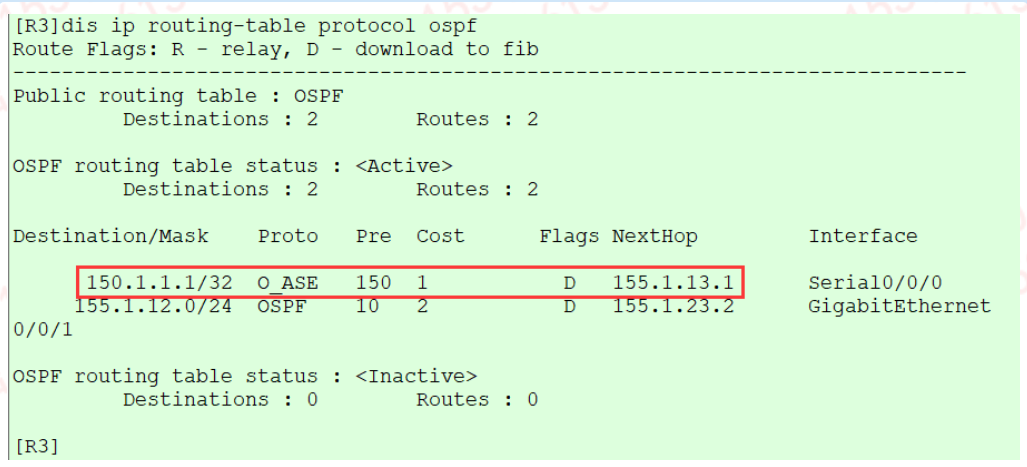 [R3]dis ip routing-table protocol ospf
Route Flags: R - relay, D - download to fib
------------------------------------------------------------------------------
Public routing table : OSPF
         Destinations : 2        Routes : 2
OSPF routing table status : <Active>
         Destinations : 2        Routes : 2
Destination/Mask    Proto   Pre  Cost      Flags NextHop         Interface
      150.1.1.1/32  O_ASE   150  1           D   155.1.13.1      Serial0/0/0
     155.1.12.0/24  OSPF    10   2           D   155.1.23.2      GigabitEthernet
0/0/1
OSPF routing table status : <Inactive>
         Destinations : 0        Routes : 0
[R3]